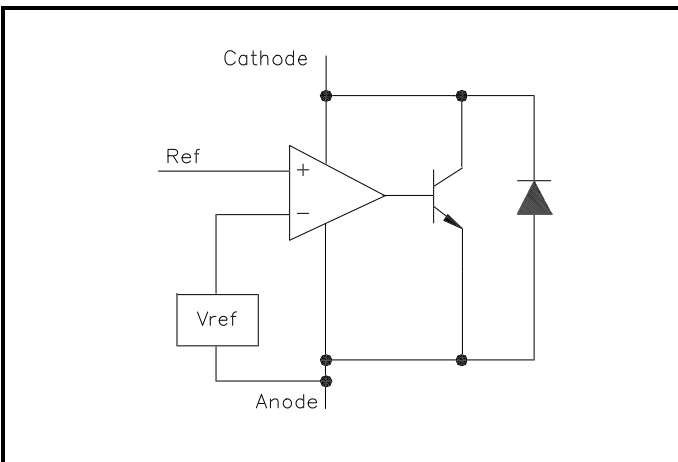 Cathode
Ref
+
−
Vref
Anode